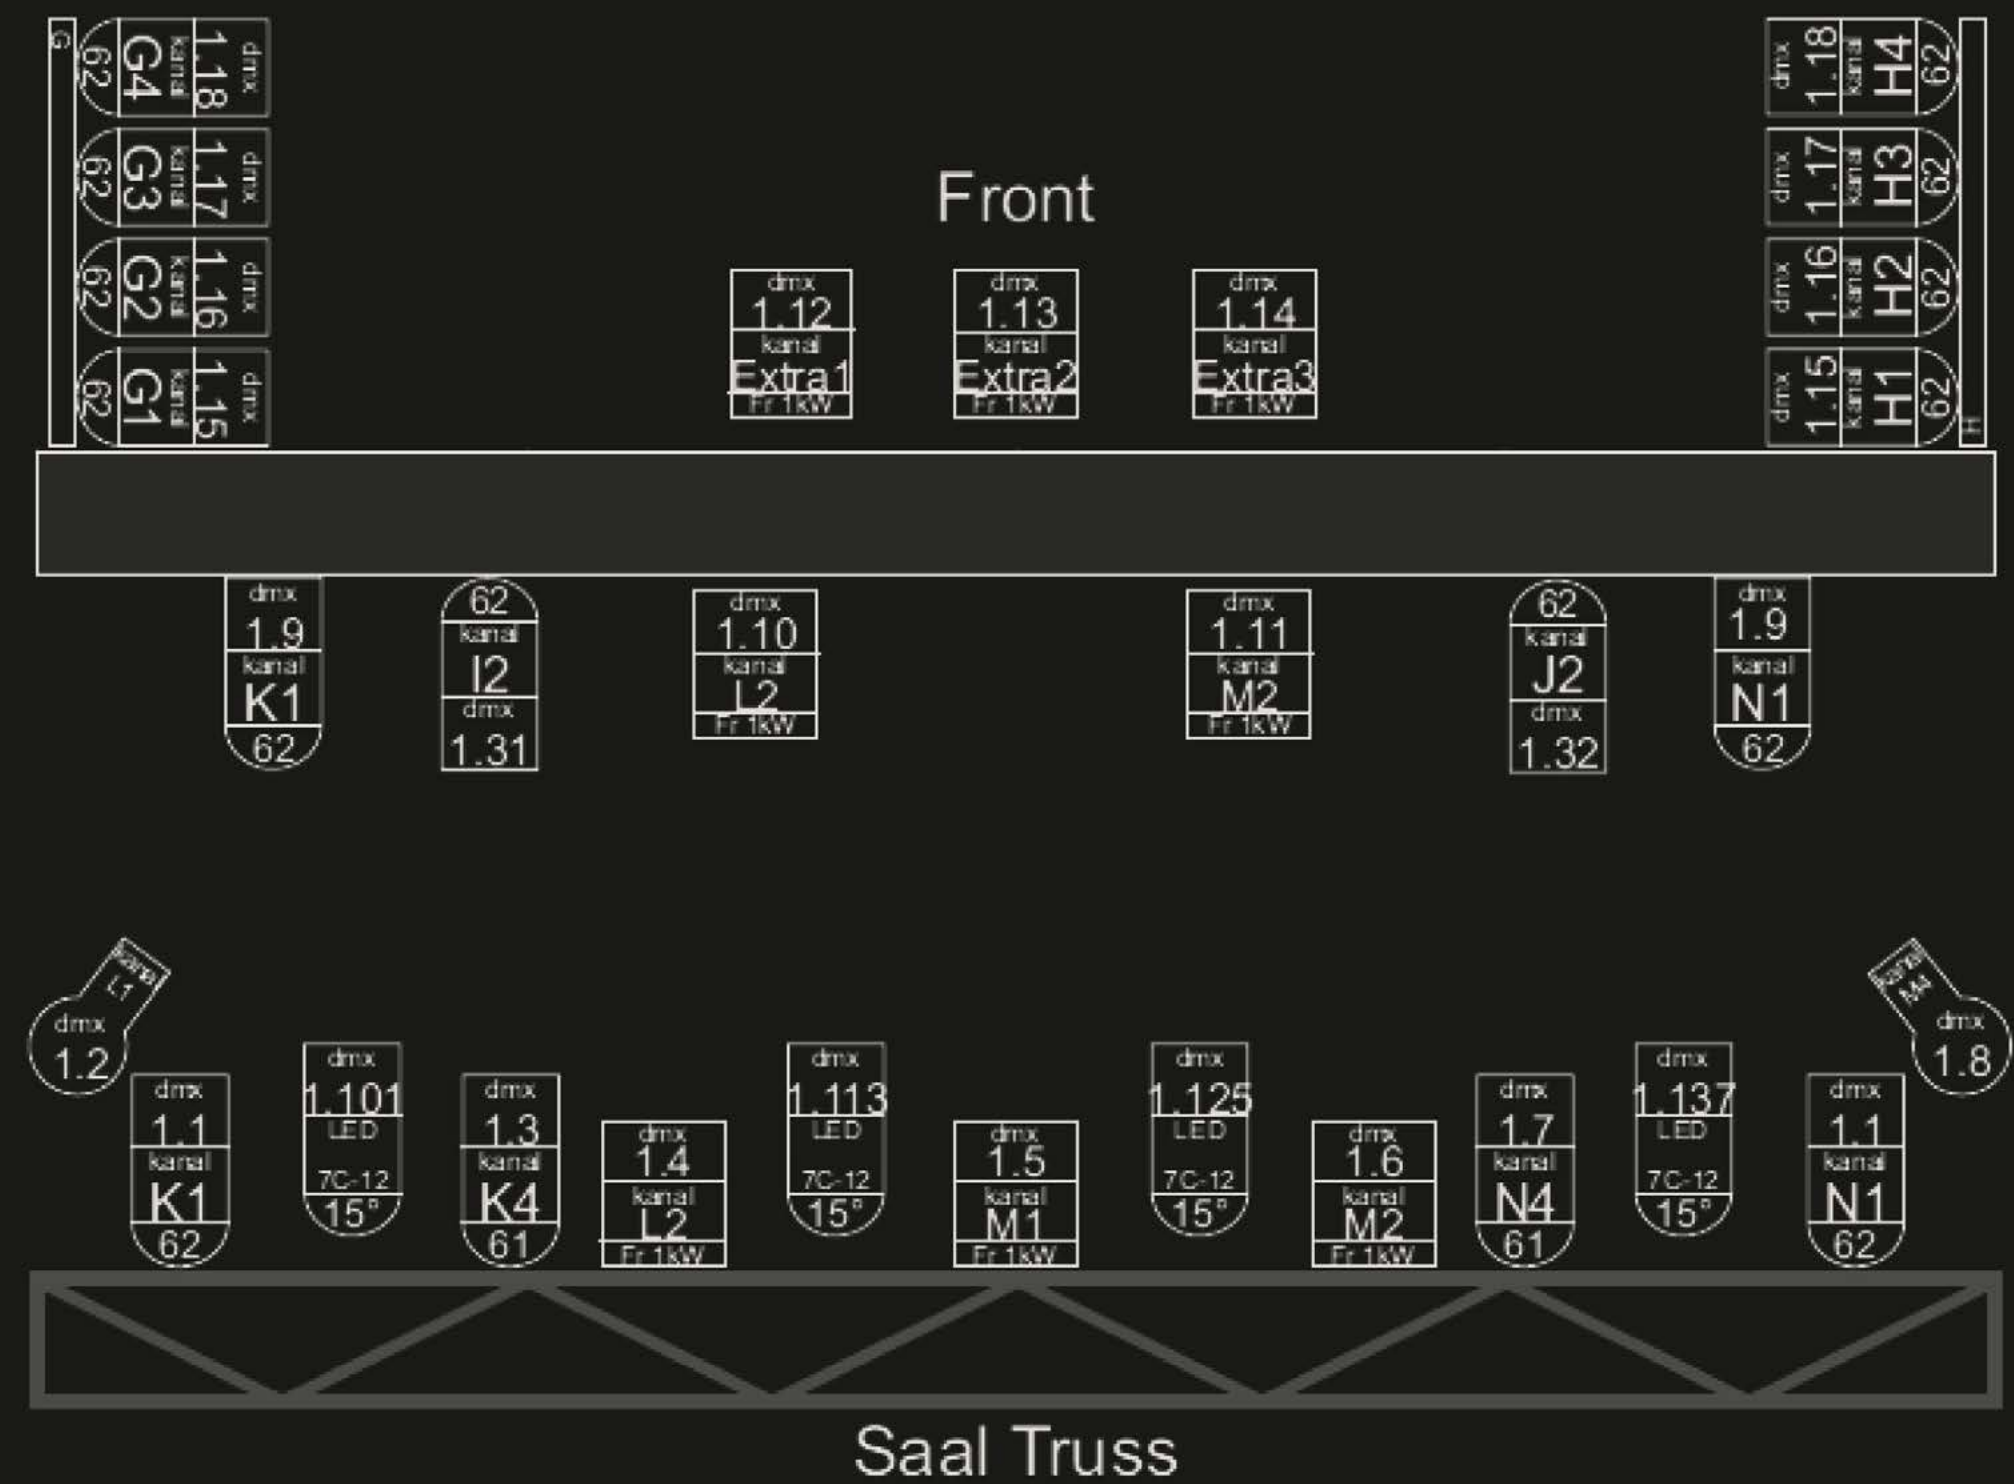 G
62
G4
kanal
1.18
dmx
62
G3
kanal
1.17
dmx
62
G2
kanal
1.16
dmx
62
G1
kanal
1.15
dmx
dmx
1.18
kanal
H4
62
dmx
1.17
kanal
H3
62
dmx
1.16
kanal
H2
62
dmx
1.15
kanal
H1
62
H
Front
dmx
1.12
kanal
Extra1
Fr 1kW
dmx
1.13
kanal
Extra2
Fr 1kW
dmx
1.14
kanal
Extra3
Fr 1kW
dmx
1.9
kanal
K1
62
62
kanal
I2
dmx
1.31
dmx
1.10
kanal
L2
Fr 1kW
dmx
1.11
kanal
M2
Fr 1kW
62
kanal
J2
dmx
1.32
dmx
1.9
kanal
N1
62
kanal
L1
dmx
1.2
dmx
1.1
kanal
K1
62
dmx
1.101
LED
7C-12
15°
dmx
1.3
kanal
K4
61
dmx
1.4
kanal
L2
Fr 1kW
dmx
1.113
LED
7C-12
15°
dmx
1.5
kanal
M1
Fr 1kW
dmx
1.125
LED
7C-12
15°
dmx
1.6
kanal
M2
Fr 1kW
dmx
1.7
kanal
N4
61
dmx
1.137
LED
7C-12
15°
dmx
1.1
kanal
N1
62
kanal
dmx
1.8
Saal Truss